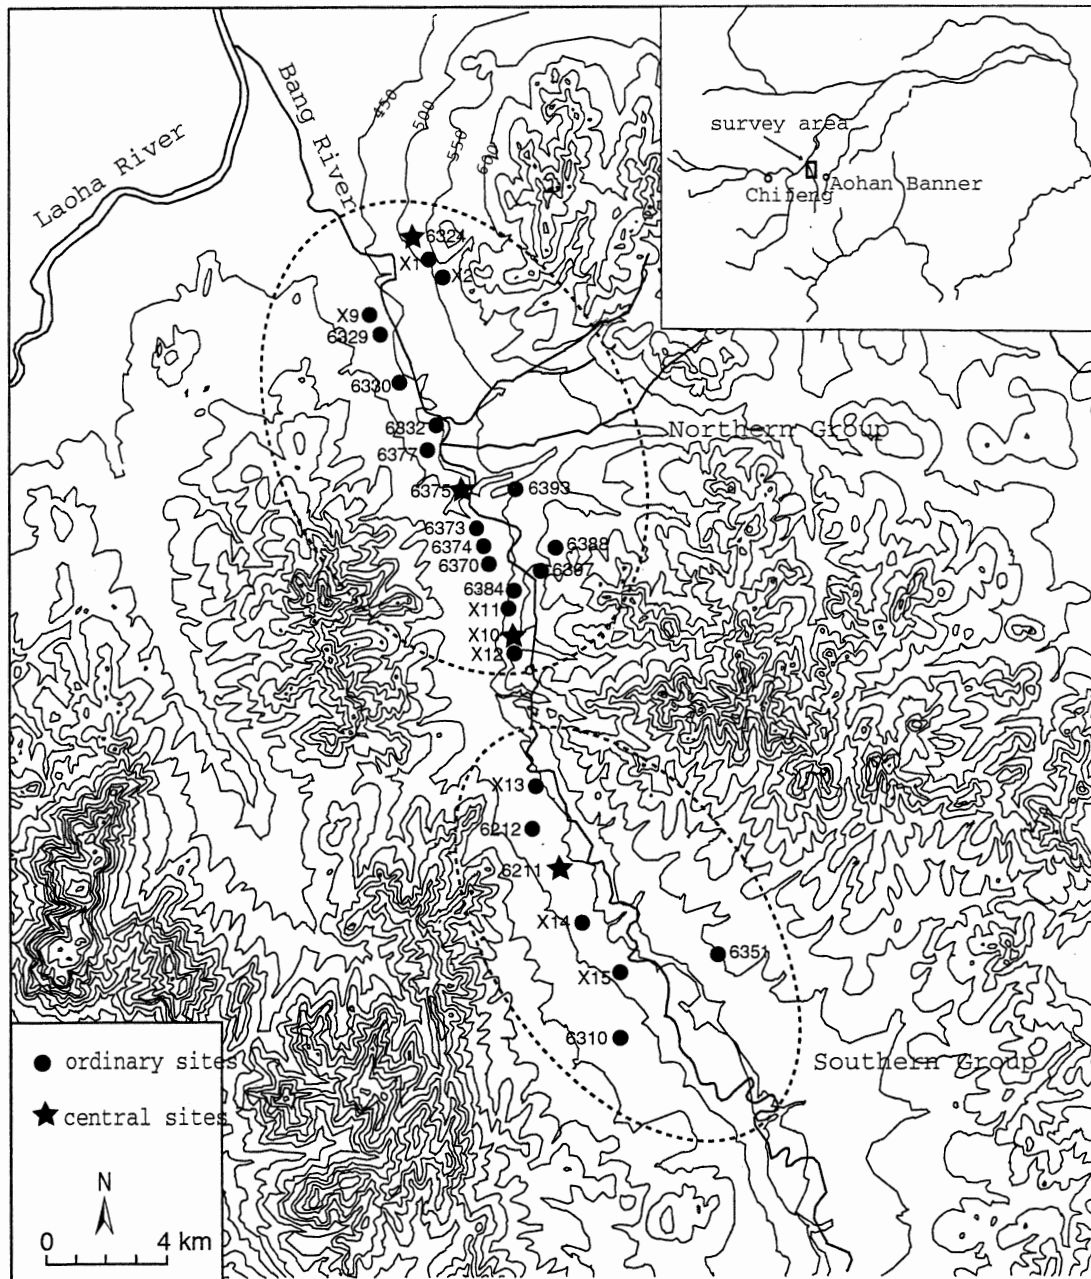 survey area
Chifeng
Aohan Banner
Laoha River
Bang River
450
500
550
600
6324
X1
X2
X9
6329
6330
6332
6377
Northern Group
6375
6393
6373
6374
6388
6370
6397
6384
X11
X10
X12
X13
6212
6211
X14
6351
X15
6310
Southern Group
ordinary sites
central sites
N
0 4 km